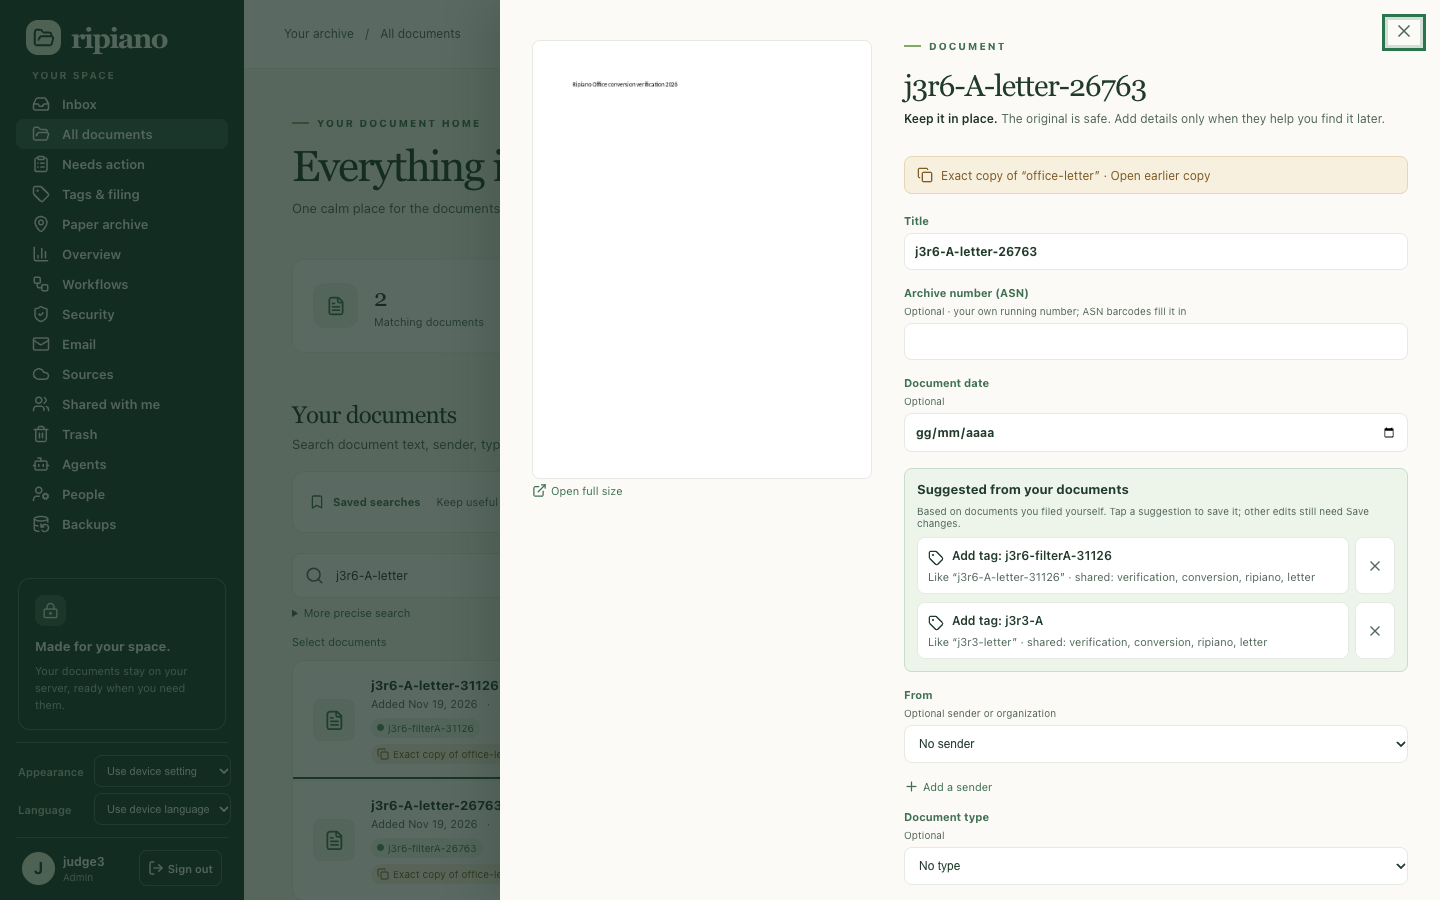 ripiano
YOUR SPACE
Inbox
All documents
Needs action
Tags & filing
Paper archive
Overview
Workflows
Security
Email
Sources
Shared with me
Trash
Agents
People
Backups
Made for your space.
Your documents stay on your
server, ready when you need
them.
Appearance
Use device setting
Language
Use device language
J
judge3
Admin
Sign out
Your archive / All documents
YOUR DOCUMENT HOME
Everything i
One calm place for the documents
2
Matching documents
Your documents
Search document text, sender, typ
Saved searches Keep useful
j3r6-A-letter
More precise search
Select documents
j3r6-A-letter-31126
Added Nov 19, 2026 ·
j3r6-filterA-31126
Exact copy of office-le
j3r6-A-letter-26763
Added Nov 19, 2026 ·
j3r6-filterA-26763
Exact copy of office-le
Ripiano Office conversion verification 2026
Open full size
DOCUMENT
j3r6-A-letter-26763
Keep it in place. The original is safe. Add details only when they help you find it later.
Exact copy of “office-letter” · Open earlier copy
Title
j3r6-A-letter-26763
Archive number (ASN)
Optional · your own running number; ASN barcodes fill it in
Document date
Optional
gg/mm/aaaa
Suggested from your documents
Based on documents you filed yourself. Tap a suggestion to save it; other edits still need Save
changes.
Add tag: j3r6-filterA-31126
Like “j3r6-A-letter-31126” · shared: verification, conversion, ripiano, letter
Add tag: j3r3-A
Like “j3r3-letter” · shared: verification, conversion, ripiano, letter
From
Optional sender or organization
No sender
Add a sender
Document type
Optional
No type